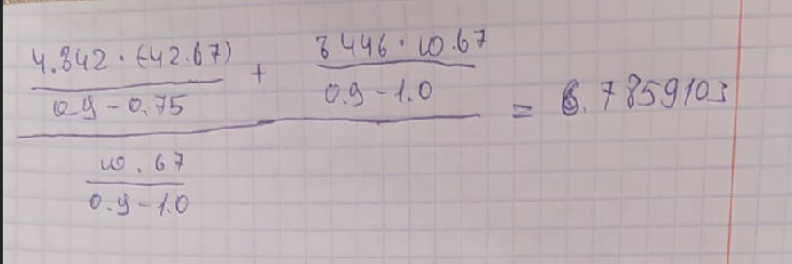 4.842 · (-42.67) + 8446 · 10.67
0.9 - 0.75 0.9 - 1.0
= 6.7859103
10.67
0.9 - 1.0